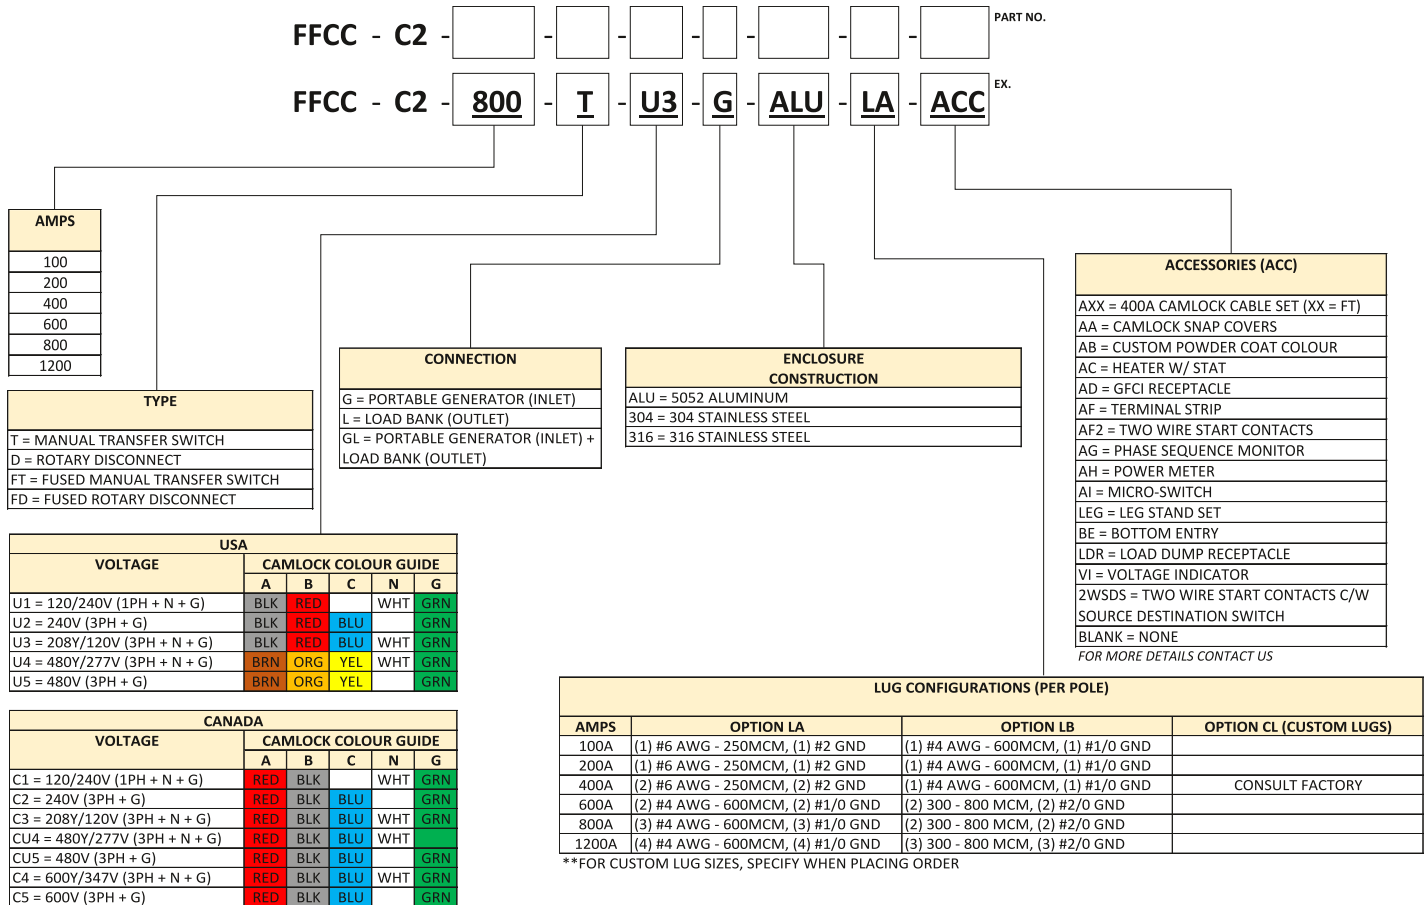 FFCC - C2 - - - - - - - PART NO.
FFCC - C2 - 800 - T - U3 - G - ALU - LA - ACC EX.
AMPS
100
200
400
600
800
1200
TYPE
T = MANUAL TRANSFER SWITCH
D = ROTARY DISCONNECT
FT = FUSED MANUAL TRANSFER SWITCH
FD = FUSED ROTARY DISCONNECT
CONNECTION
G = PORTABLE GENERATOR (INLET)
L = LOAD BANK (OUTLET)
GL = PORTABLE GENERATOR (INLET) +
LOAD BANK (OUTLET)
ENCLOSURE
CONSTRUCTION
ALU = 5052 ALUMINUM
304 = 304 STAINLESS STEEL
316 = 316 STAINLESS STEEL
ACCESSORIES (ACC)
AXX = 400A CAMLOCK CABLE SET (XX = FT)
AA = CAMLOCK SNAP COVERS
AB = CUSTOM POWDER COAT COLOUR
AC = HEATER W/ STAT
AD = GFCI RECEPTACLE
AF = TERMINAL STRIP
AF2 = TWO WIRE START CONTACTS
AG = PHASE SEQUENCE MONITOR
AH = POWER METER
AI = MICRO-SWITCH
LEG = LEG STAND SET
BE = BOTTOM ENTRY
LDR = LOAD DUMP RECEPTACLE
VI = VOLTAGE INDICATOR
2WSDS = TWO WIRE START CONTACTS C/W
SOURCE DESTINATION SWITCH
BLANK = NONE
FOR MORE DETAILS CONTACT US
USA
VOLTAGE CAMLOCK COLOUR GUIDE
A B C N G
U1 = 120/240V (1PH + N + G) BLK RED WHT GRN
U2 = 240V (3PH + G) BLK RED BLU GRN
U3 = 208Y/120V (3PH + N + G) BLK RED BLU WHT GRN
U4 = 480Y/277V (3PH + N + G) BRN ORG YEL WHT GRN
U5 = 480V (3PH + G) BRN ORG YEL GRN
CANADA
VOLTAGE CAMLOCK COLOUR GUIDE
A B C N G
C1 = 120/240V (1PH + N + G) RED BLK WHT GRN
C2 = 240V (3PH + G) RED BLK BLU GRN
C3 = 208Y/120V (3PH + N + G) RED BLK BLU WHT GRN
CU4 = 480Y/277V (3PH + N + G) RED BLK BLU WHT
CU5 = 480V (3PH + G) RED BLK BLU GRN
C4 = 600Y/347V (3PH + N + G) RED BLK BLU WHT GRN
C5 = 600V (3PH + G) RED BLK BLU GRN
LUG CONFIGURATIONS (PER POLE)
AMPS OPTION LA OPTION LB OPTION CL (CUSTOM LUGS)
100A (1) #6 AWG - 250MCM, (1) #2 GND (1) #4 AWG - 600MCM, (1) #1/0 GND
200A (1) #6 AWG - 250MCM, (1) #2 GND (1) #4 AWG - 600MCM, (1) #1/0 GND
400A (2) #6 AWG - 250MCM, (2) #2 GND (1) #4 AWG - 600MCM, (1) #1/0 GND CONSULT FACTORY
600A (2) #4 AWG - 600MCM, (2) #1/0 GND (2) 300 - 800 MCM, (2) #2/0 GND
800A (3) #4 AWG - 600MCM, (3) #1/0 GND (2) 300 - 800 MCM, (2) #2/0 GND
1200A (4) #4 AWG - 600MCM, (4) #1/0 GND (3) 300 - 800 MCM, (3) #2/0 GND
**FOR CUSTOM LUG SIZES, SPECIFY WHEN PLACING ORDER